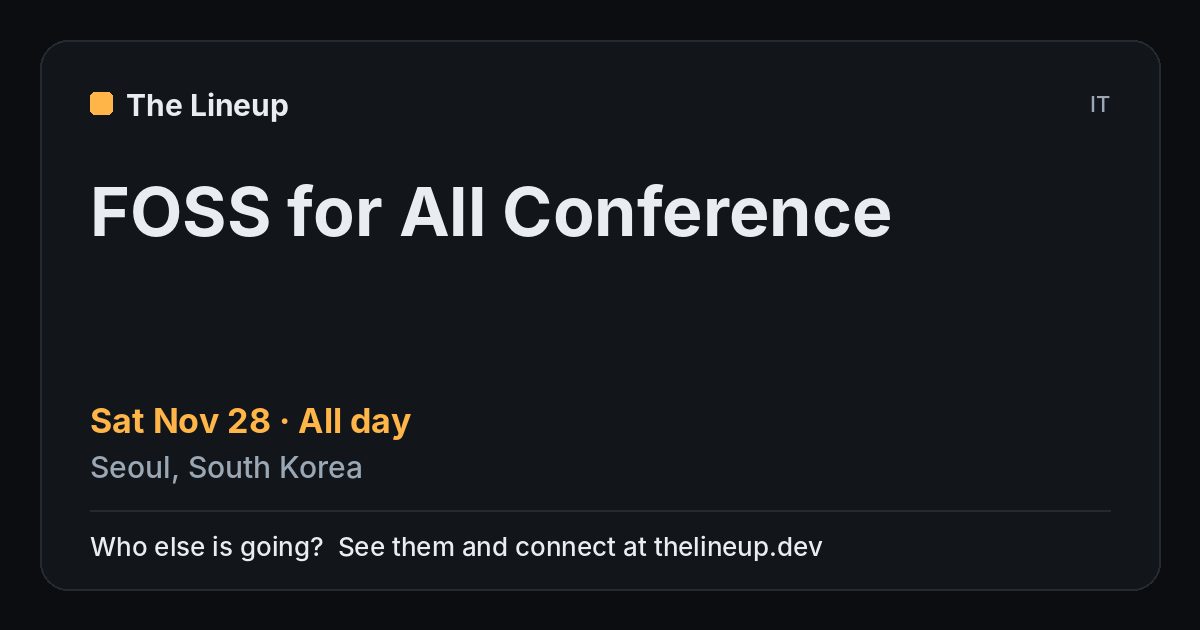 The Lineup
IT
FOSS for All Conference
Sat Nov 28 · All day
Seoul, South Korea
Who else is going? See them and connect at thelineup.dev